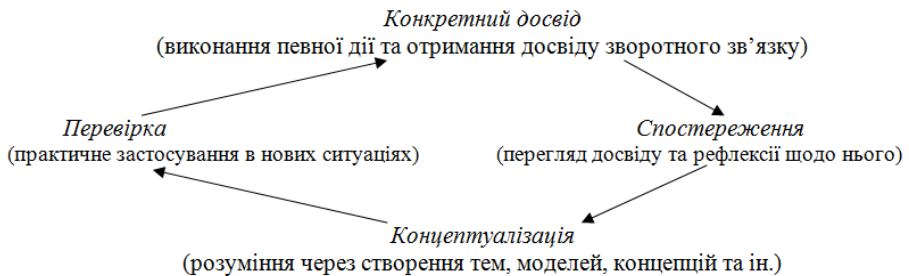 Конкретний досвід
(виконання певної дії та отримання досвіду зворотного зв’язку)
Перевірка
(практичне застосування в нових ситуаціях)
Спостереження
(перегляд досвіду та рефлексії щодо нього)
Концептуалізація
(розуміння через створення тем, моделей, концепцій та ін.)